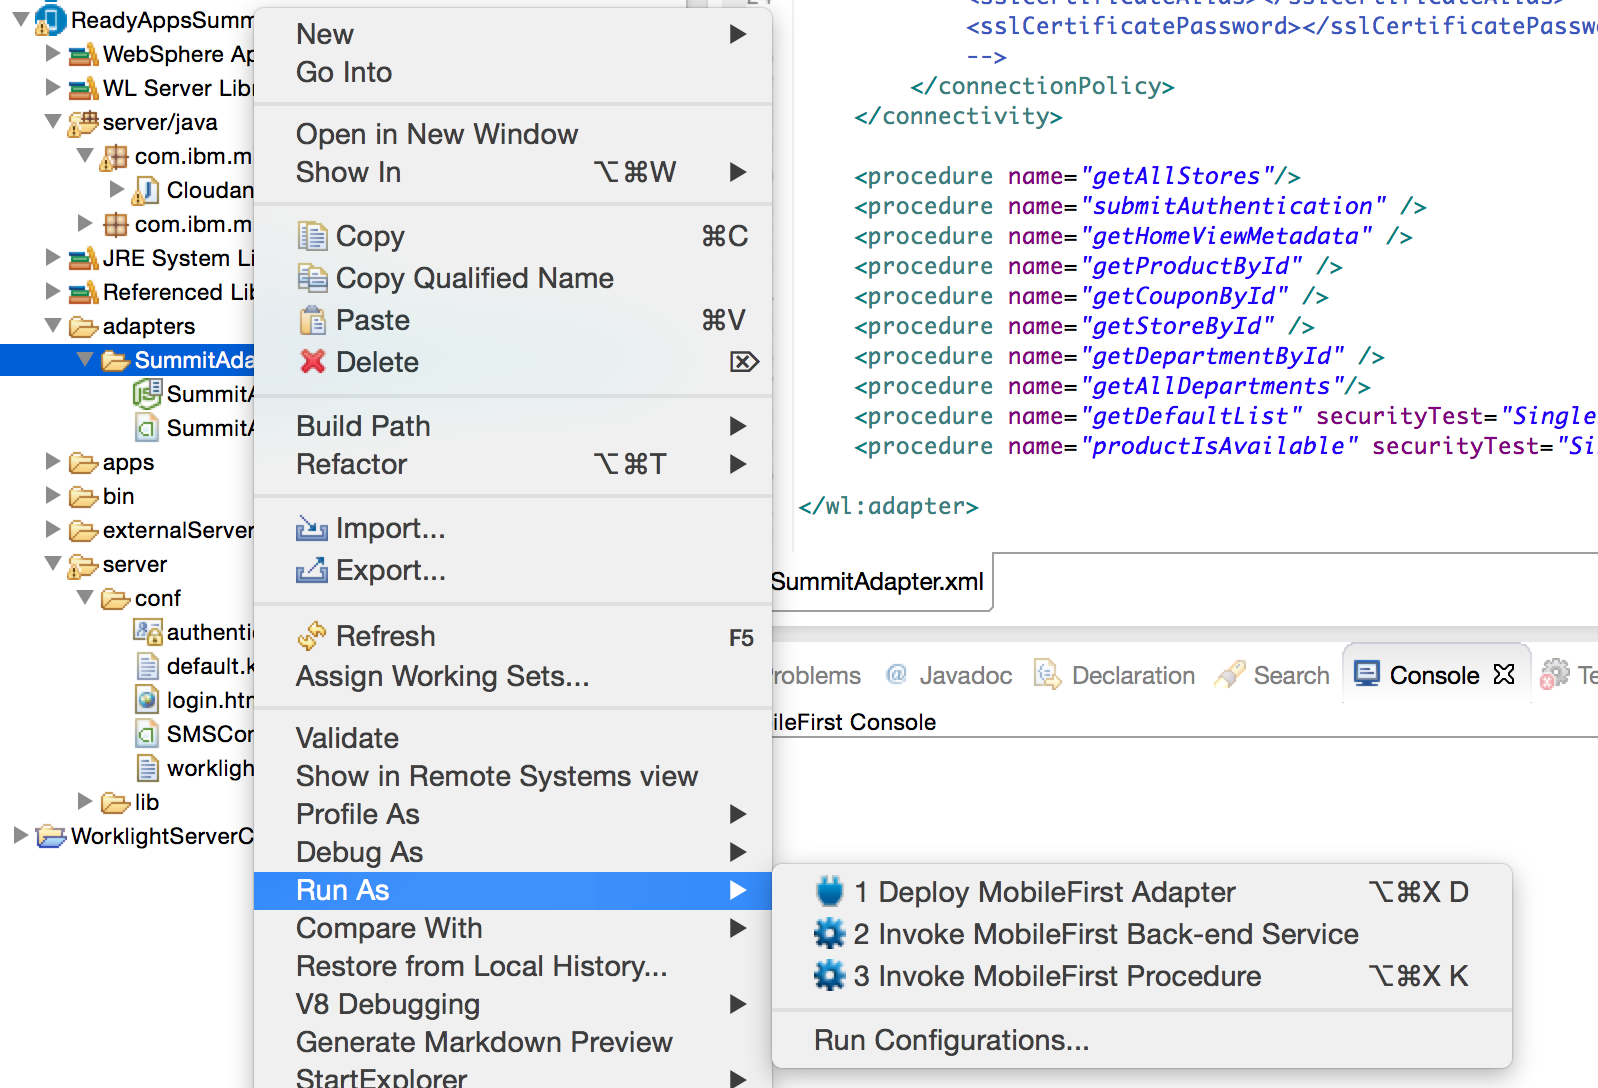 ReadyAppsSumm
WebSphere Ap
WL Server Libr
server/java
com.ibm.m
Cloudan
com.ibm.m
JRE System Li
Referenced Lib
adapters
SummitAda
SummitA
SummitA
apps
bin
externalServer
server
conf
authenti
default.k
login.htm
SMSCon
worklight
lib
WorklightServerC
New
Go Into
Open in New Window
Show In ⌥⌘W
Copy ⌘C
Copy Qualified Name
Paste ⌘V
Delete ⌦
Build Path
Refactor ⌥⌘T
Import...
Export...
Refresh F5
Assign Working Sets...
Validate
Show in Remote Systems view
Profile As
Debug As
Run As
Compare With
Restore from Local History...
V8 Debugging
Generate Markdown Preview
StartExplorer
1 Deploy MobileFirst Adapter ⌥⌘X D
2 Invoke MobileFirst Back-end Service
3 Invoke MobileFirst Procedure ⌥⌘X K
Run Configurations...
<sslCertificateAlias></sslCertificateAlias>
<sslCertificatePassword></sslCertificatePassw
-->
</connectionPolicy>
</connectivity>
<procedure name="getAllStores"/>
<procedure name="submitAuthentication" />
<procedure name="getHomeViewMetadata" />
<procedure name="getProductById" />
<procedure name="getCouponById" />
<procedure name="getStoreById" />
<procedure name="getDepartmentById" />
<procedure name="getAllDepartments"/>
<procedure name="getDefaultList" securityTest="Single
<procedure name="productIsAvailable" securityTest="Si
</wl:adapter>
SummitAdapter.xml
roblems @ Javadoc Declaration Search Console Te
ileFirst Console